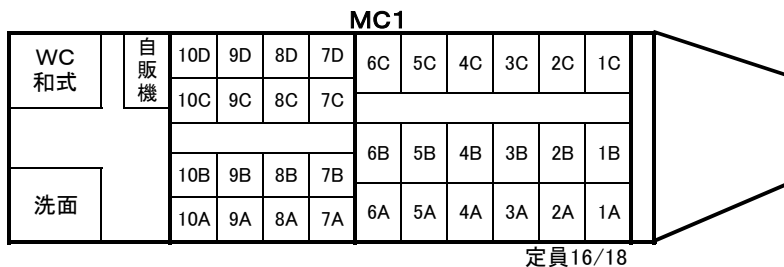 MC1
WC
和式
自販機
10D 9D 8D 7D 6C 5C 4C 3C 2C 1C
10C 9C 8C 7C
6B 5B 4B 3B 2B 1B
10B 9B 8B 7B
洗面
10A 9A 8A 7A 6A 5A 4A 3A 2A 1A
定員16/18